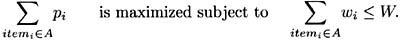 ∑_{item_i∈A} p_i is maximized subject to ∑_{item_i∈A} w_i ≤ W.